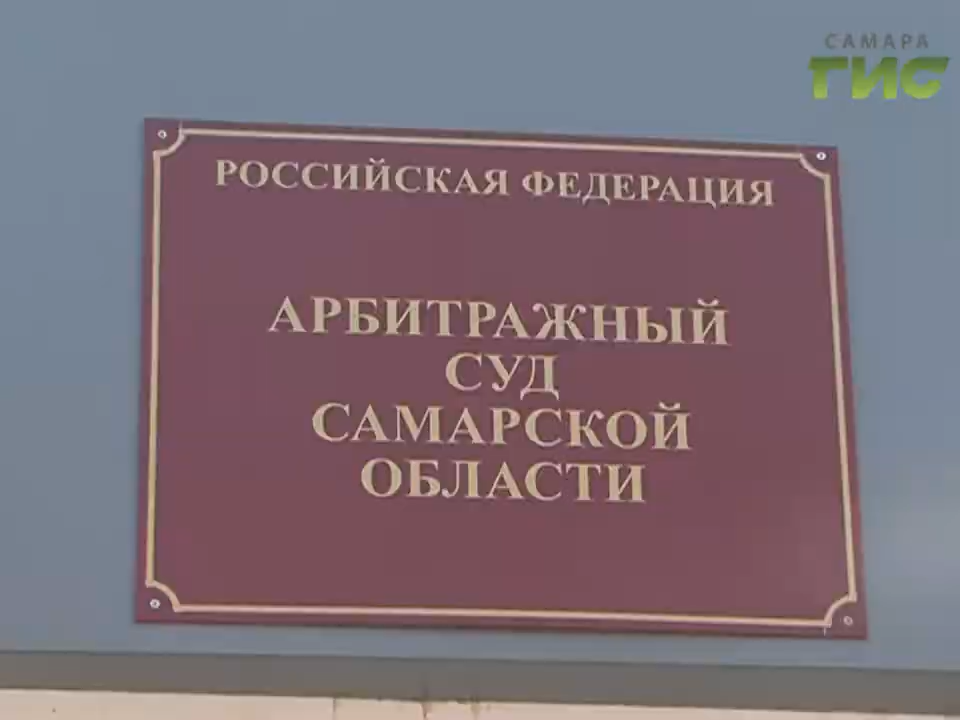 САМАРА
ГИС
РОССИЙСКАЯ ФЕДЕРАЦИЯ
АРБИТРАЖНЫЙ
СУД
САМАРСКОЙ
ОБЛАСТИ